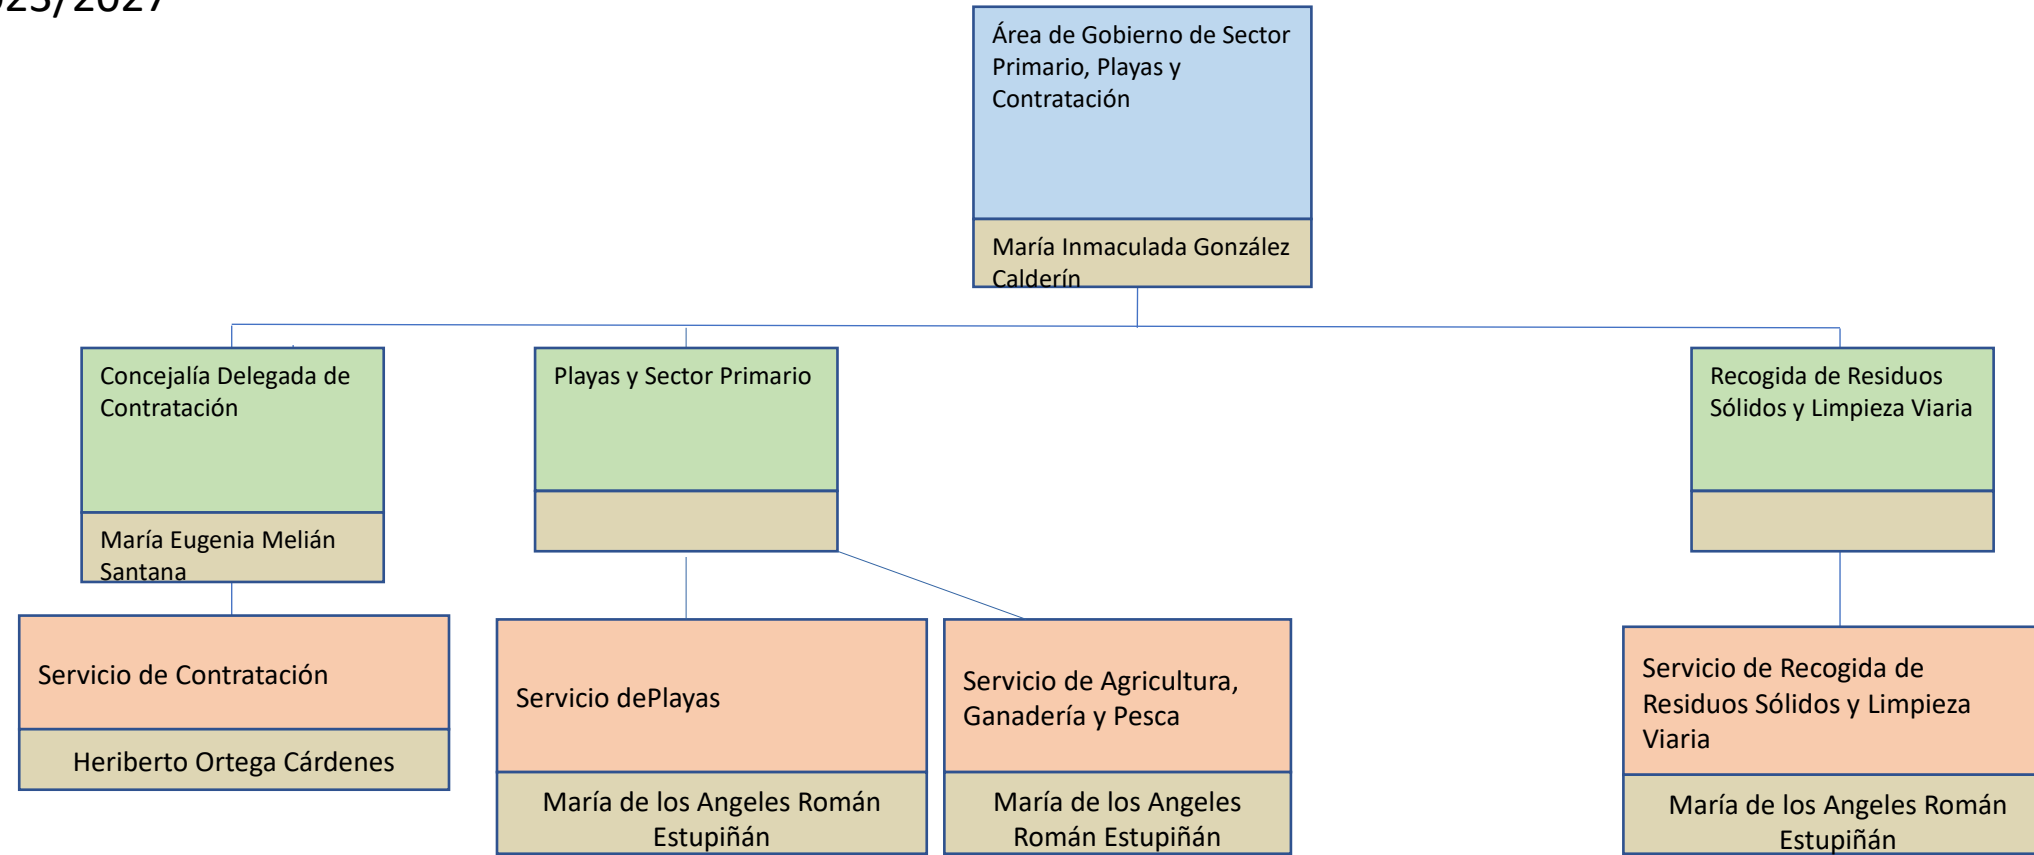 023/2027
Área de Gobierno de Sector
Primario, Playas y
Contratación
María Inmaculada González
Calderín
Concejalía Delegada de
Contratación
María Eugenia Melián
Santana
Playas y Sector Primario
Recogida de Residuos
Sólidos y Limpieza Viaria
Servicio de Contratación
Heriberto Ortega Cárdenes
Servicio dePlayas
María de los Angeles Román
Estupiñán
Servicio de Agricultura,
Ganadería y Pesca
María de los Angeles
Román Estupiñán
Servicio de Recogida de
Residuos Sólidos y Limpieza
Viaria
María de los Angeles Román
Estupiñán